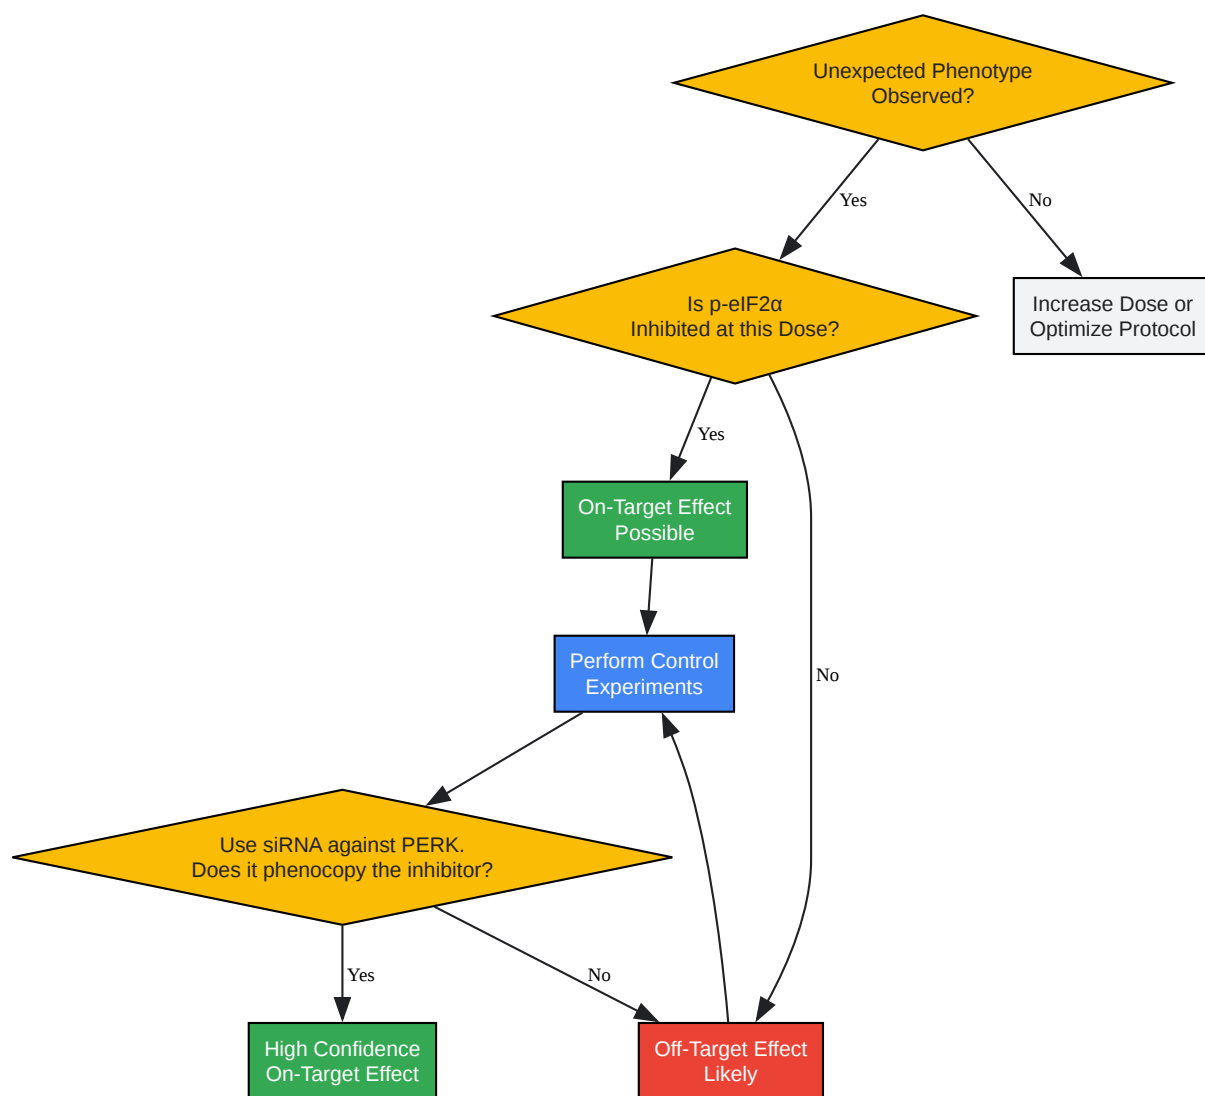 Unexpected Phenotype
Observed?
Yes
No
Is p-eIF2α
Inhibited at this Dose?
Increase Dose or
Optimize Protocol
Yes
On-Target Effect
Possible
Perform Control
Experiments
No
Use siRNA against PERK.
Does it phenocopy the inhibitor?
Yes
No
High Confidence
On-Target Effect
Off-Target Effect
Likely